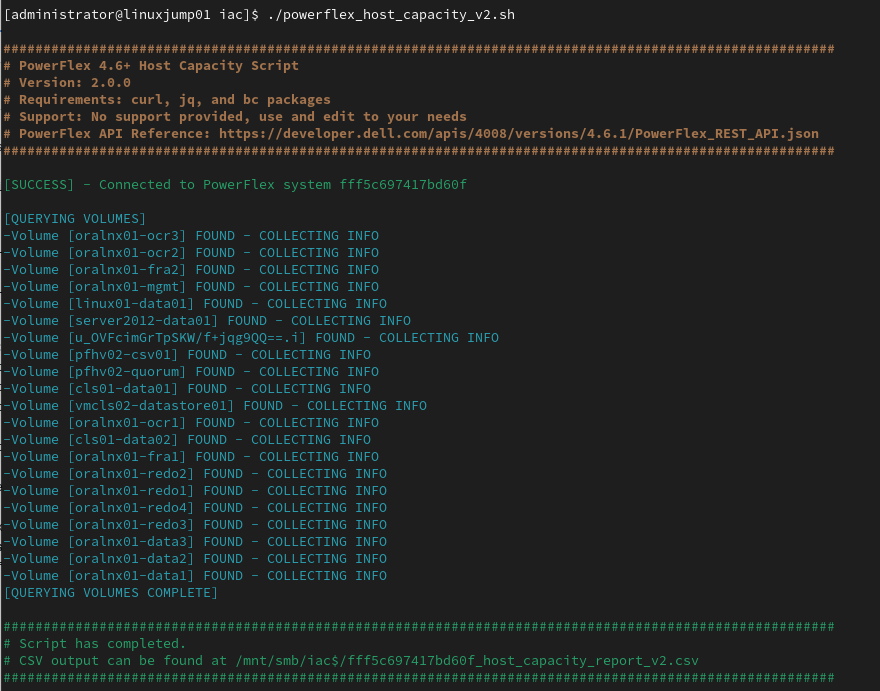 [administrator@linuxjump01 iac]$ ./powerflex_host_capacity_v2.sh
########################################################################################################
# PowerFlex 4.6+ Host Capacity Script
# Version: 2.0.0
# Requirements: curl, jq, and bc packages
# Support: No support provided, use and edit to your needs
# PowerFlex API Reference: https://developer.dell.com/apis/4008/versions/4.6.1/PowerFlex_REST_API.json
########################################################################################################
[SUCCESS] - Connected to PowerFlex system fff5c697417bd60f
[QUERYING VOLUMES]
-Volume [oralnx01-ocr3] FOUND - COLLECTING INFO
-Volume [oralnx01-ocr2] FOUND - COLLECTING INFO
-Volume [oralnx01-fra2] FOUND - COLLECTING INFO
-Volume [oralnx01-mgmt] FOUND - COLLECTING INFO
-Volume [linux01-data01] FOUND - COLLECTING INFO
-Volume [server2012-data01] FOUND - COLLECTING INFO
-Volume [u_OVFcimGrTpSKW/f+jqg9QQ==.i] FOUND - COLLECTING INFO
-Volume [pfhv02-csv01] FOUND - COLLECTING INFO
-Volume [pfhv02-quorum] FOUND - COLLECTING INFO
-Volume [cls01-data01] FOUND - COLLECTING INFO
-Volume [vmcls02-datastore01] FOUND - COLLECTING INFO
-Volume [oralnx01-ocr1] FOUND - COLLECTING INFO
-Volume [cls01-data02] FOUND - COLLECTING INFO
-Volume [oralnx01-fra1] FOUND - COLLECTING INFO
-Volume [oralnx01-redo2] FOUND - COLLECTING INFO
-Volume [oralnx01-redo1] FOUND - COLLECTING INFO
-Volume [oralnx01-redo4] FOUND - COLLECTING INFO
-Volume [oralnx01-redo3] FOUND - COLLECTING INFO
-Volume [oralnx01-data3] FOUND - COLLECTING INFO
-Volume [oralnx01-data2] FOUND - COLLECTING INFO
-Volume [oralnx01-data1] FOUND - COLLECTING INFO
[QUERYING VOLUMES COMPLETE]
########################################################################################################
# Script has completed.
# CSV output can be found at /mnt/smb/iac$/fff5c697417bd60f_host_capacity_report_v2.csv
########################################################################################################